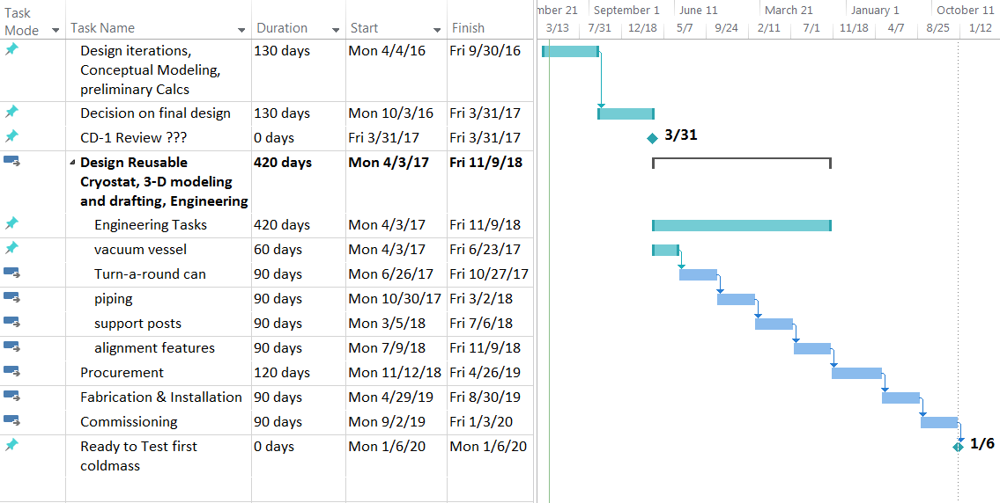 Task Mode Task Name Duration Start Finish
mber 21 September 1 June 11 March 21 January 1 October 11
3/13 7/31 12/18 5/7 9/24 2/11 7/1 11/18 4/7 8/25 1/12
Design iterations, 130 days Mon 4/4/16 Fri 9/30/16
Conceptual Modeling,
preliminary Calcs
Decision on final design 130 days Mon 10/3/16 Fri 3/31/17
CD-1 Review ??? 0 days Fri 3/31/17 Fri 3/31/17 3/31
Design Reusable 420 days Mon 4/3/17 Fri 11/9/18
Cryostat, 3-D modeling
and drafting, Engineering
Engineering Tasks 420 days Mon 4/3/17 Fri 11/9/18
vacuum vessel 60 days Mon 4/3/17 Fri 6/23/17
Turn-a-round can 90 days Mon 6/26/17 Fri 10/27/17
piping 90 days Mon 10/30/17 Fri 3/2/18
support posts 90 days Mon 3/5/18 Fri 7/6/18
alignment features 90 days Mon 7/9/18 Fri 11/9/18
Procurement 120 days Mon 11/12/18 Fri 4/26/19
Fabrication & Installation 90 days Mon 4/29/19 Fri 8/30/19
Commissioning 90 days Mon 9/2/19 Fri 1/3/20
Ready to Test first 0 days Mon 1/6/20 Mon 1/6/20 1/6
coldmass